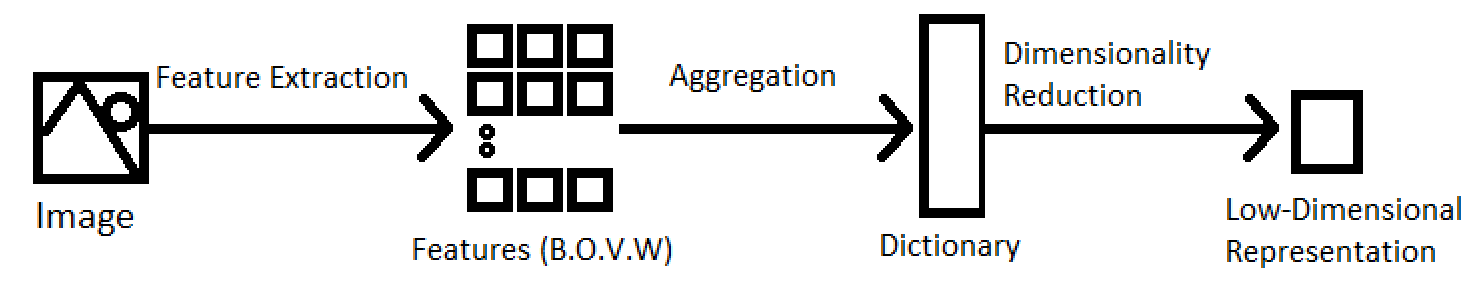 Feature Extraction
Aggregation
Dimensionality
Reduction
Image
Features (B.O.V.W)
Dictionary
Low-Dimensional
Representation